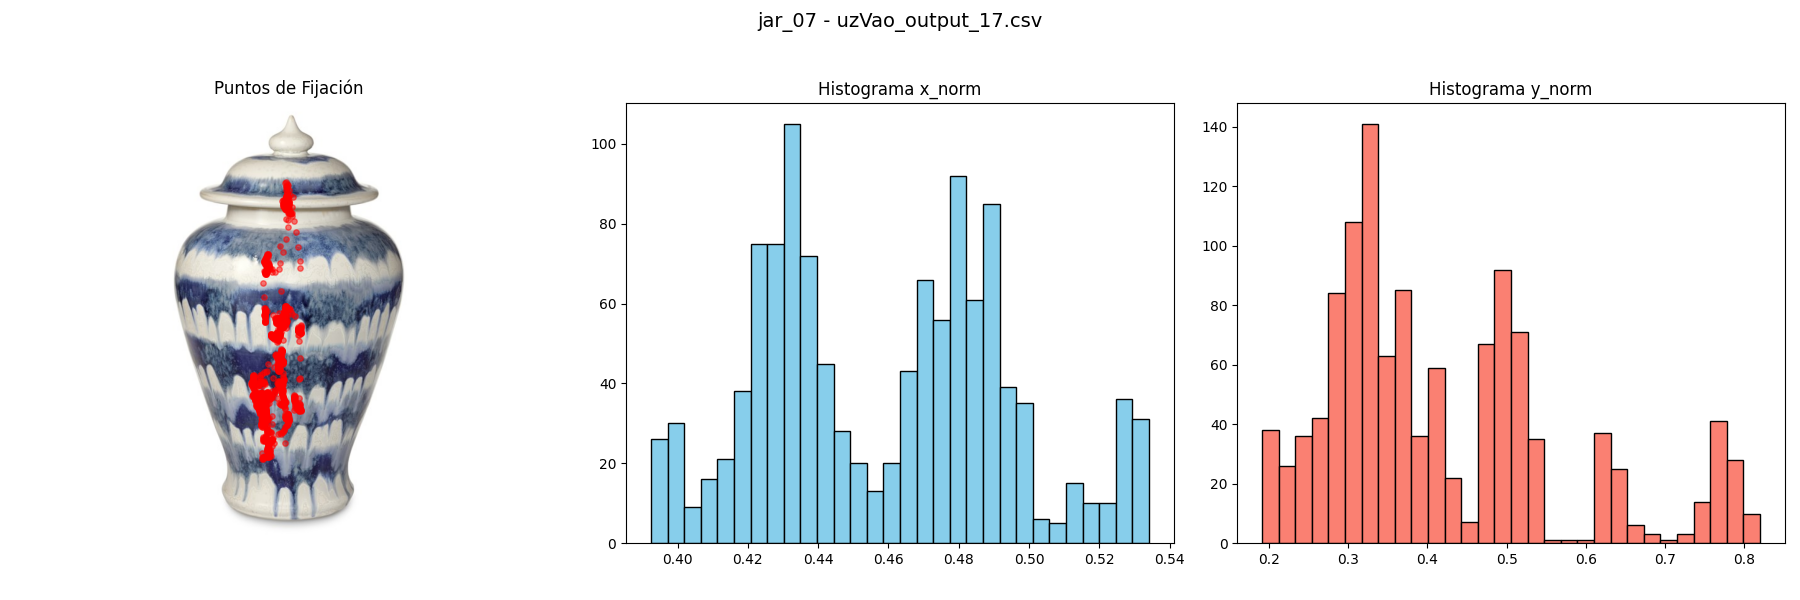 jar_07 - uzVao_output_17.csv
Puntos de Fijación
Histograma x_norm
Histograma y_norm
100
80
60
40
20
0
0.40 0.42 0.44 0.46 0.48 0.50 0.52 0.54
140
120
100
80
60
40
20
0
0.2 0.3 0.4 0.5 0.6 0.7 0.8